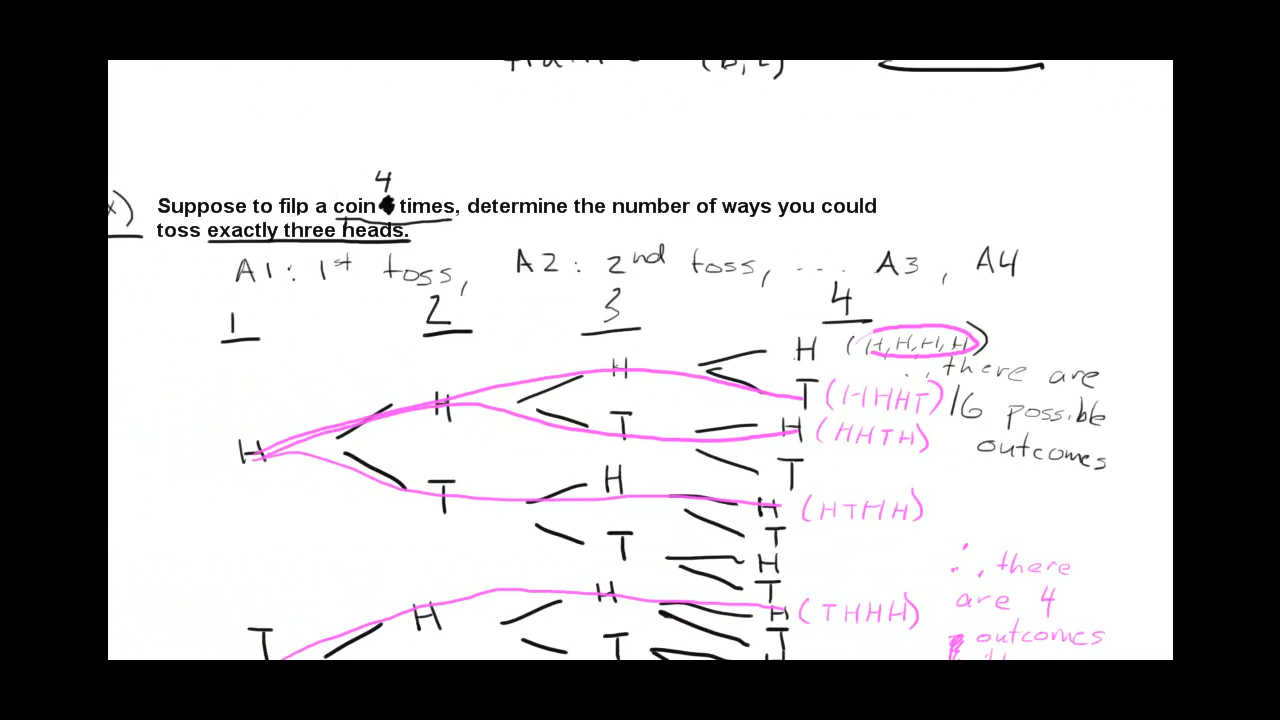 (B, C)
x)
4
Suppose to filp a coin times, determine the number of ways you could
toss exactly three heads.
A1: 1st toss, A2: 2nd toss, ... A3, A4
1 2 3 4
H (H,H,H,H)
∴ there are
H
T (HHHT) 16 possible
H
T H (HHTH)
outcomes
H
T
H
T H (HTHH)
T
T H
∴ there
T
are 4
H
H H (THHH)
T T T outcomes